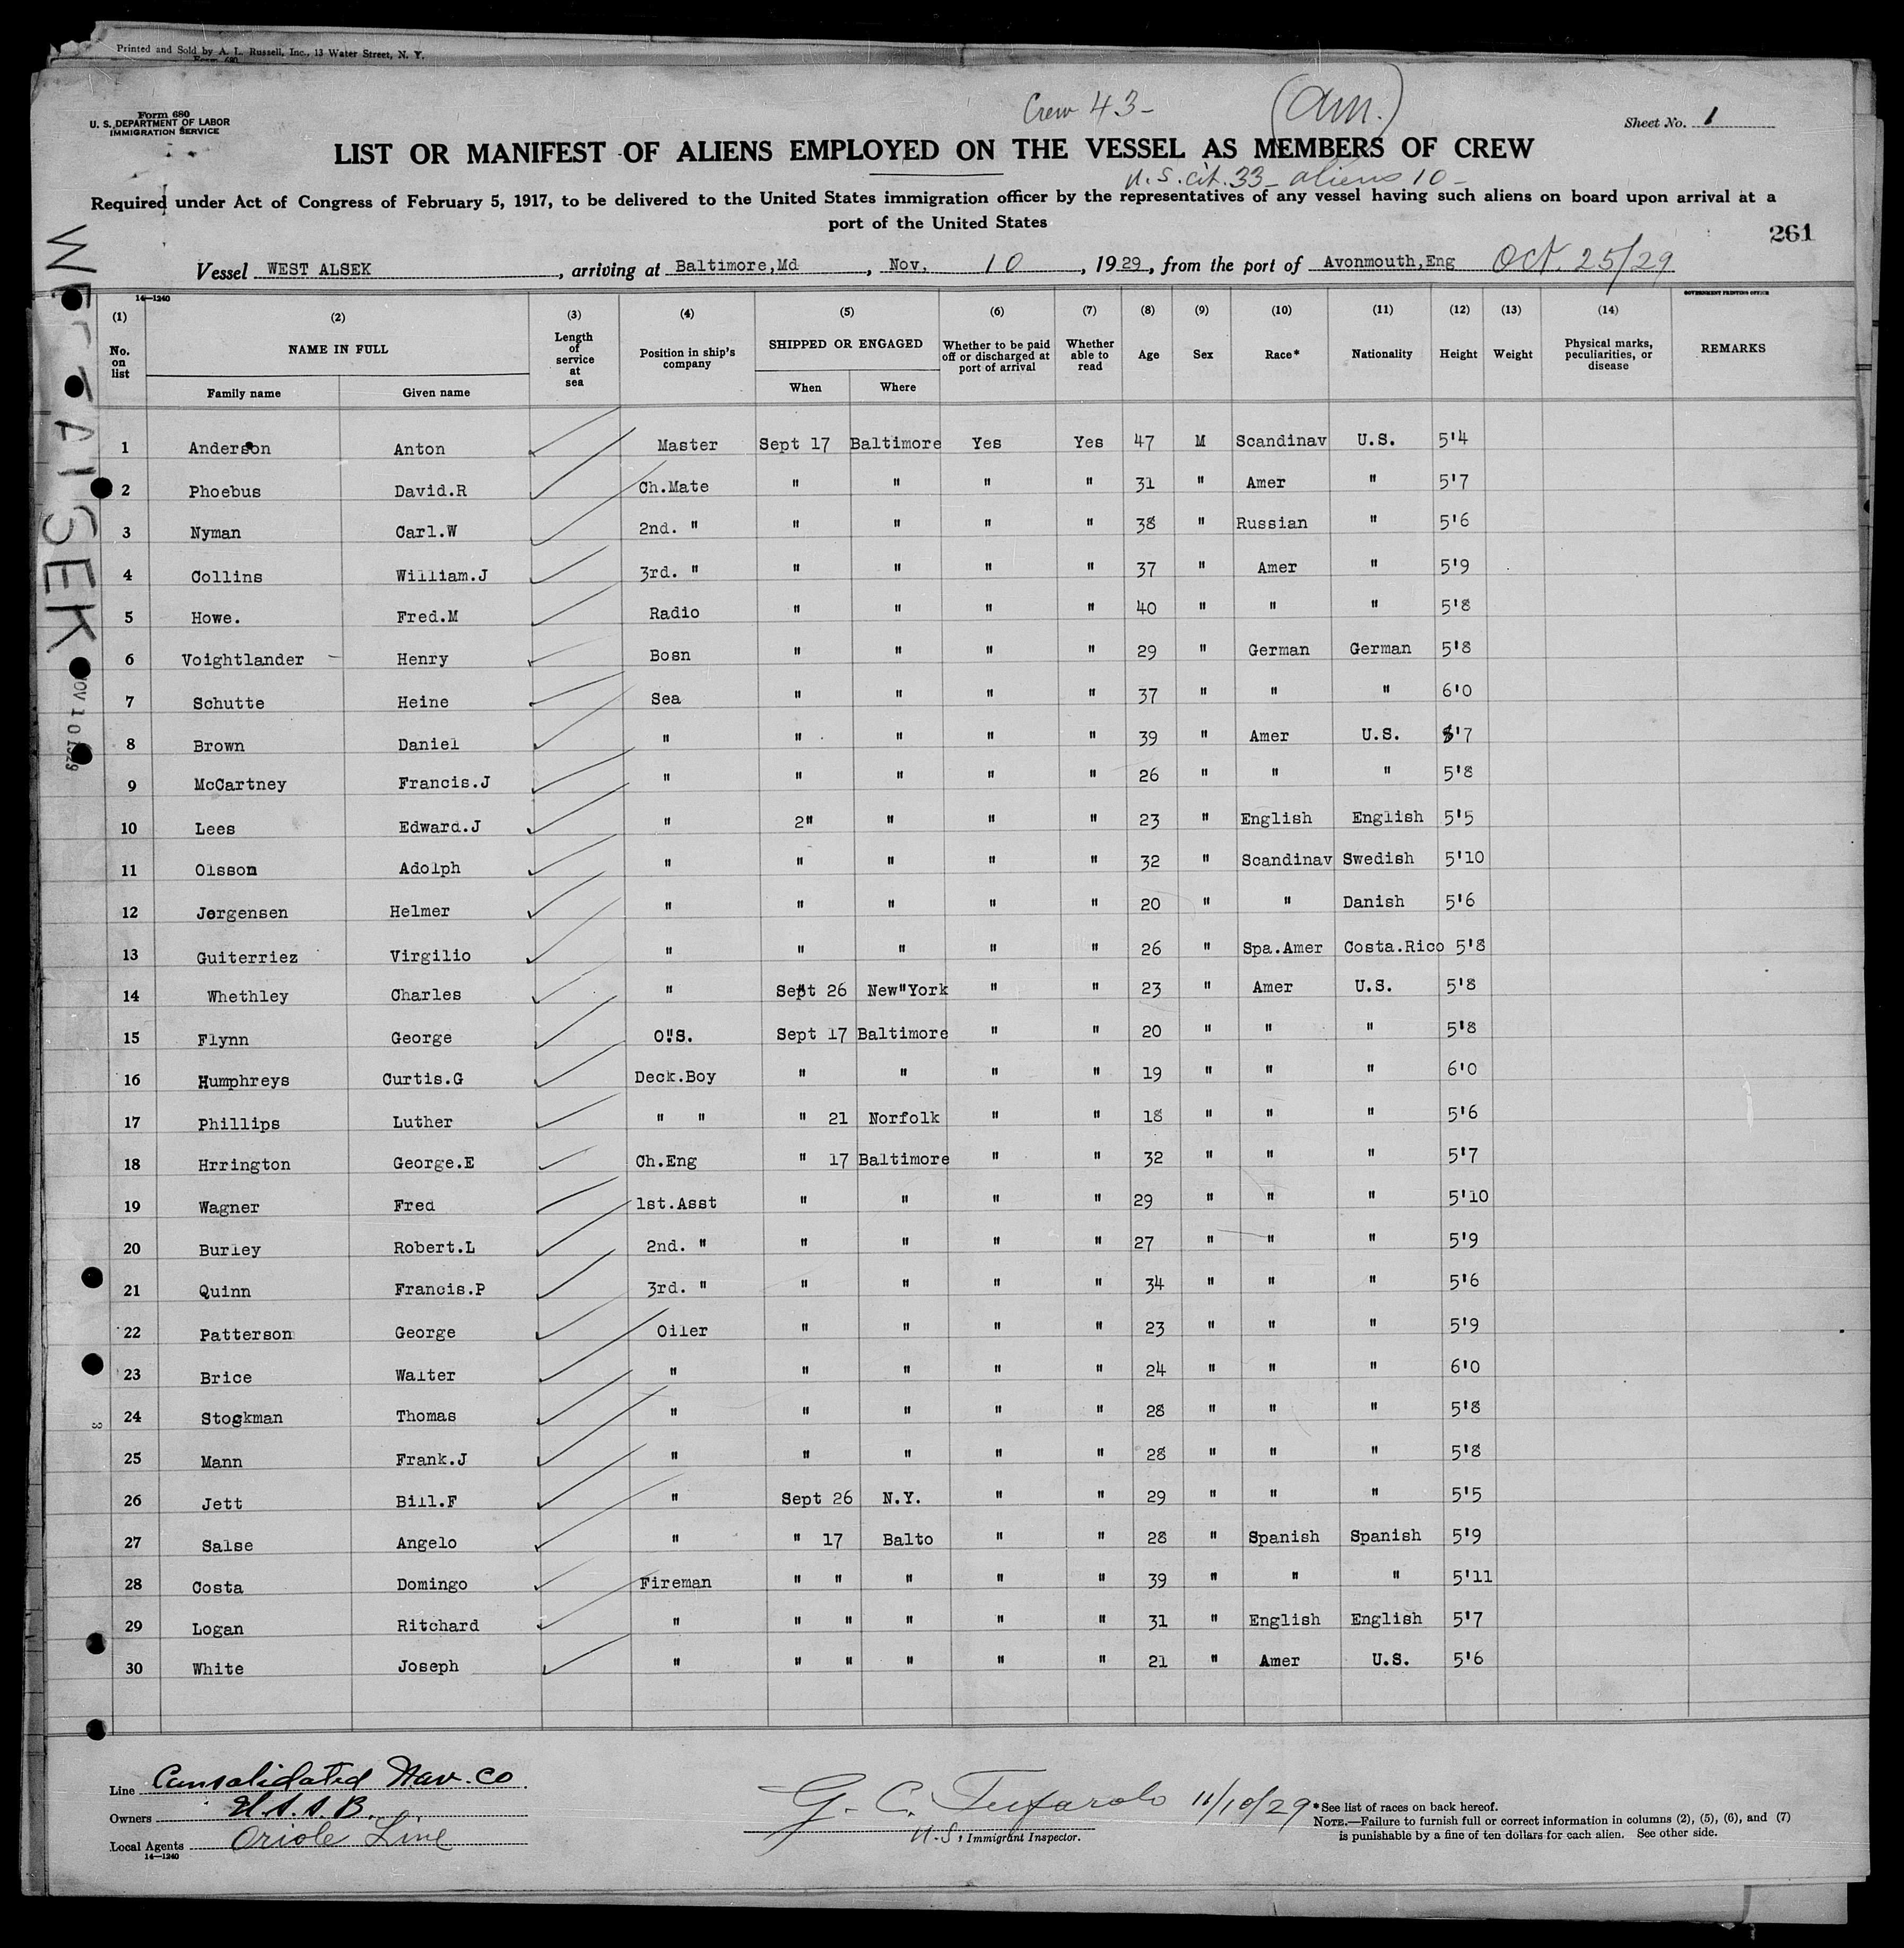 Printed and Sold by A. L. Russell, Inc., 13 Water Street, N. Y.
Form 680
Form 680
U. S. DEPARTMENT OF LABOR
IMMIGRATION SERVICE
Crew 43-
(Am.)
Sheet No. 1
LIST OR MANIFEST OF ALIENS EMPLOYED ON THE VESSEL AS MEMBERS OF CREW
U.S. cit. 33- aliens 10-
Required under Act of Congress of February 5, 1917, to be delivered to the United States immigration officer by the representatives of any vessel having such aliens on board upon arrival at a
port of the United States
261
Vessel WEST ALSEK, arriving at Baltimore,Md, Nov. 10, 1929, from the port of Avonmouth,Eng Oct. 25/29
WEST ALSEK
NOV 10 1929
14—1240
GOVERNMENT PRINTING OFFICE
(1) (2) (3) (4) (5) (6) (7) (8) (9) (10) (11) (12) (13) (14)
No. on list NAME IN FULL Length of service at sea Position in ship's company SHIPPED OR ENGAGED Whether to be paid off or discharged at port of arrival Whether able to read Age Sex Race* Nationality Height Weight Physical marks, peculiarities, or disease REMARKS
Family name Given name When Where
1 Anderson Anton Master Sept 17 Baltimore Yes Yes 47 M Scandinav U.S. 5'4
2 Phoebus David.R Ch.Mate " " " " 31 " Amer " 5'7
3 Nyman Carl.W 2nd. " " " " " 38 " Russian " 5'6
4 Collins William.J 3rd. " " " " " 37 " Amer " 5'9
5 Howe. Fred.M Radio " " " " 40 " " " 5'8
6 Voightlander - Henry Bosn " " " " 29 " German German 5'8
7 Schutte Heine Sea " " " " 37 " " " 6'0
8 Brown Daniel " " " " " 39 " Amer U.S. 5'7
9 McCartney Francis.J " " " " " 26 " " " 5'8
10 Lees Edward.J " 2" " " " 23 " English English 5'5
11 Olsson Adolph " " " " " 32 " Scandinav Swedish 5'10
12 Jørgensen Helmer " " " " " 20 " " Danish 5'6
13 Guiterriez Virgilio " " " " " 26 " Spa.Amer Costa.Rico 5'8
14 Whethley Charles " Sept 26 New"York " " 23 " Amer U.S. 5'8
15 Flynn George O"S. Sept 17 Baltimore " " 20 " " " 5'8
16 Humphreys Curtis.G Deck.Boy " " " " 19 " " " 6'0
17 Phillips Luther " " " 21 Norfolk " " 18 " " " 5'6
18 Hrrington George.E Ch.Eng " 17 Baltimore " " 32 " " " 5'7
19 Wagner Fred 1st.Asst " " " " 29 " " " 5'10
20 Burley Robert.L 2nd. " " " " " 27 " " " 5'9
21 Quinn Francis.P 3rd. " " " " " 34 " " " 5'6
22 Patterson George Oiler " " " " 23 " " " 5'9
23 Brice Walter " " " " " 24 " " " 6'0
24 Stockman Thomas " " " " " 28 " " " 5'8
25 Mann Frank.J " " " " " 28 " " " 5'8
26 Jett Bill.F " Sept 26 N.Y. " " 29 " " " 5'5
27 Salse Angelo " " 17 Balto " " 28 " Spanish Spanish 5'9
28 Costa Domingo Fireman " " " " " 39 " " " 5'11
29 Logan Ritchard " " " " " " 31 " English English 5'7
30 White Joseph " " " " " " 21 " Amer U.S. 5'6
3
Line Consolidated Nav. Co
Owners U.S.S.B.
Local Agents Oriole Line
14—1240
G. C. Tufarolo 11/10/29
U.S. Immigrant Inspector.
*See list of races on back hereof.
NOTE.—Failure to furnish full or correct information in columns (2), (5), (6), and (7)
is punishable by a fine of ten dollars for each alien. See other side.